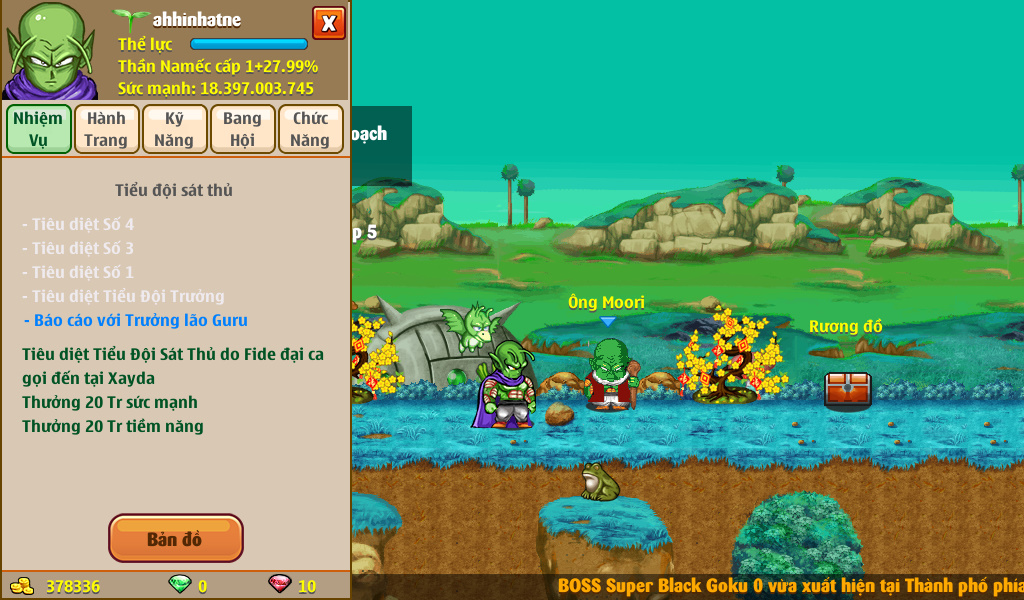 ahhinhatne
X
Thể lực
Thần Namếc cấp 1+27.99%
Sức mạnh: 18.397.003.745
Nhiệm Vụ
Hành Trang
Kỹ Năng
Bang Hội
Chức Năng
oạch
Tiểu đội sát thủ
- Tiêu diệt Số 4
- Tiêu diệt Số 3
- Tiêu diệt Số 1
- Tiêu diệt Tiểu Đội Trưởng
- Báo cáo với Trưởng lão Guru
p 5
Tiêu diệt Tiểu Đội Sát Thủ do Fide đại ca
gọi đến tại Xayda
Thưởng 20 Tr sức mạnh
Thưởng 20 Tr tiềm năng
Ông Moori
Rương đồ
Bản đồ
378336
0
10
BOSS Super Black Goku 0 vừa xuất hiện tại Thành phố phía